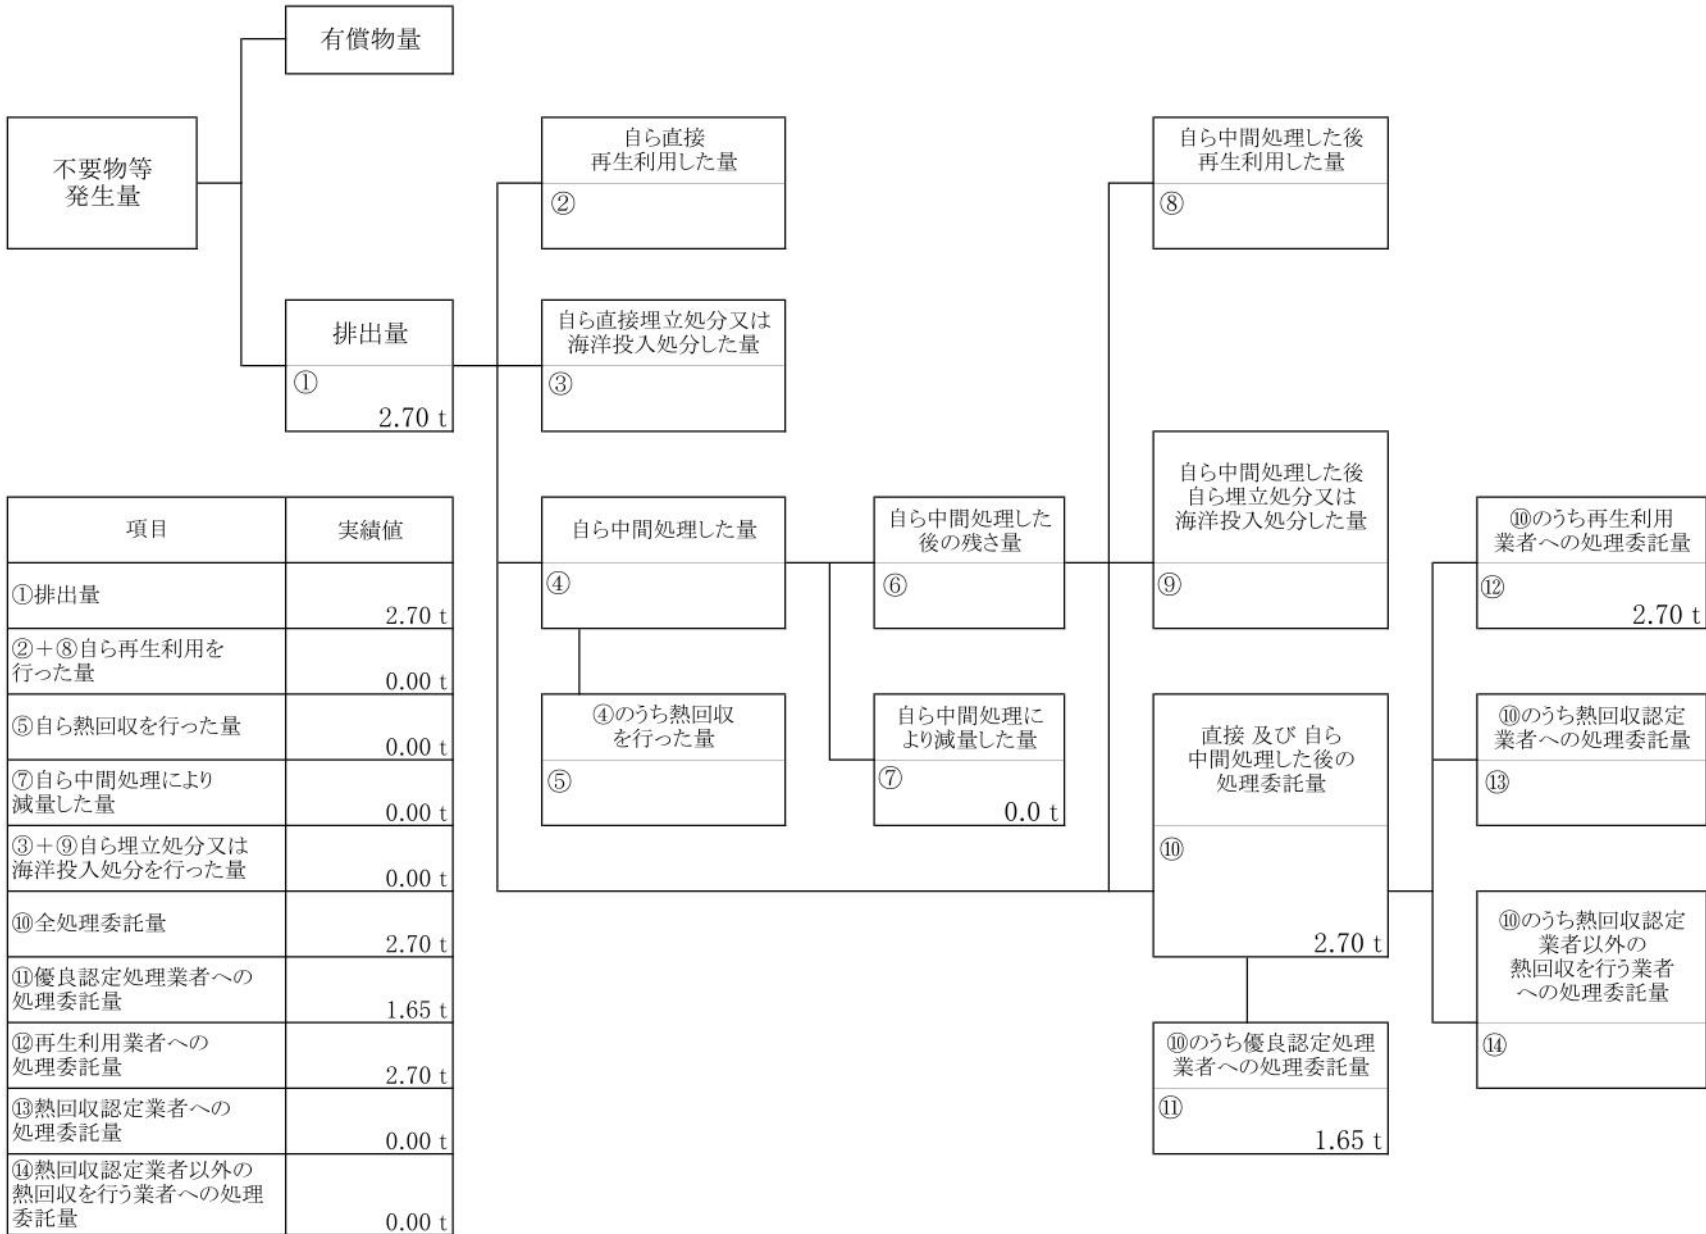 有償物量
不要物等
発生量
排出量
①
2.70 t
自ら直接
再生利用した量
②
自ら直接埋立処分又は
海洋投入処分した量
③
自ら中間処理した量
④
④のうち熱回収
を行った量
⑤
自ら中間処理した
後の残さ量
⑥
自ら中間処理に
より減量した量
⑦
0.0 t
自ら中間処理した後
再生利用した量
⑧
自ら中間処理した後
自ら埋立処分又は
海洋投入処分した量
⑨
直接 及び 自ら
中間処理した後の
処理委託量
⑩
2.70 t
⑩のうち優良認定処理
業者への処理委託量
⑪
1.65 t
⑩のうち再生利用
業者への処理委託量
⑫
2.70 t
⑩のうち熱回収認定
業者への処理委託量
⑬
⑩のうち熱回収認定
業者以外の
熱回収を行う業者
への処理委託量
⑭
項目 実績値
①排出量
2.70 t
②＋⑧自ら再生利用を
行った量
0.00 t
⑤自ら熱回収を行った量
0.00 t
⑦自ら中間処理により
減量した量
0.00 t
③＋⑨自ら埋立処分又は
海洋投入処分を行った量
0.00 t
⑩全処理委託量
2.70 t
⑪優良認定処理業者への
処理委託量
1.65 t
⑫再生利用業者への
処理委託量
2.70 t
⑬熱回収認定業者への
処理委託量
0.00 t
⑭熱回収認定業者以外の
熱回収を行う業者への処理
委託量
0.00 t